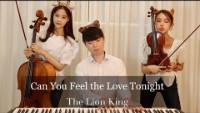 Can You Feel the Love Tonight
The Lion King